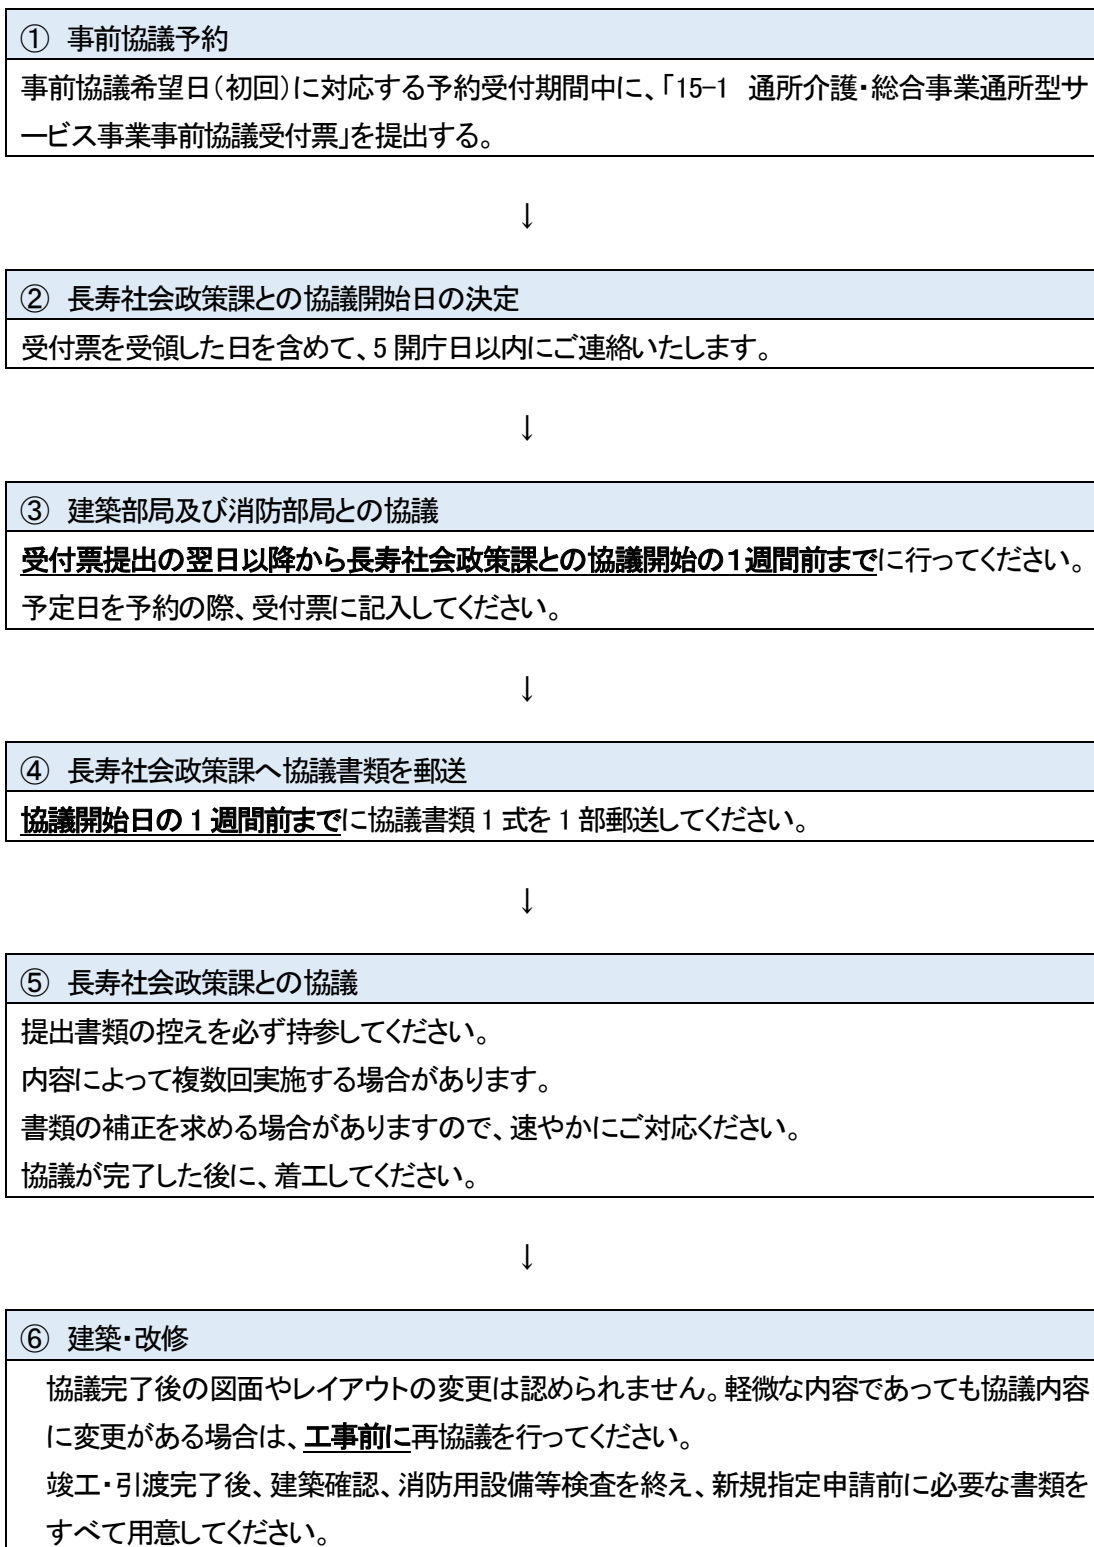 ① 事前協議予約
事前協議希望日(初回)に対応する予約受付期間中に、「15-1 通所介護・総合事業通所型サ
ービス事業事前協議受付票」を提出する。
↓
② 長寿社会政策課との協議開始日の決定
受付票を受領した日を含めて、5 開庁日以内にご連絡いたします。
↓
③ 建築部局及び消防部局との協議
受付票提出の翌日以降から長寿社会政策課との協議開始の1週間前までに行ってください。
予定日を予約の際、受付票に記入してください。
↓
④ 長寿社会政策課へ協議書類を郵送
協議開始日の 1 週間前までに協議書類 1 式を 1 部郵送してください。
↓
⑤ 長寿社会政策課との協議
提出書類の控えを必ず持参してください。
内容によって複数回実施する場合があります。
書類の補正を求める場合がありますので、速やかにご対応ください。
協議が完了した後に、着工してください。
↓
⑥ 建築・改修
協議完了後の図面やレイアウトの変更は認められません。軽微な内容であっても協議内容
に変更がある場合は、工事前に再協議を行ってください。
竣工・引渡完了後、建築確認、消防用設備等検査を終え、新規指定申請前に必要な書類を
すべて用意してください。